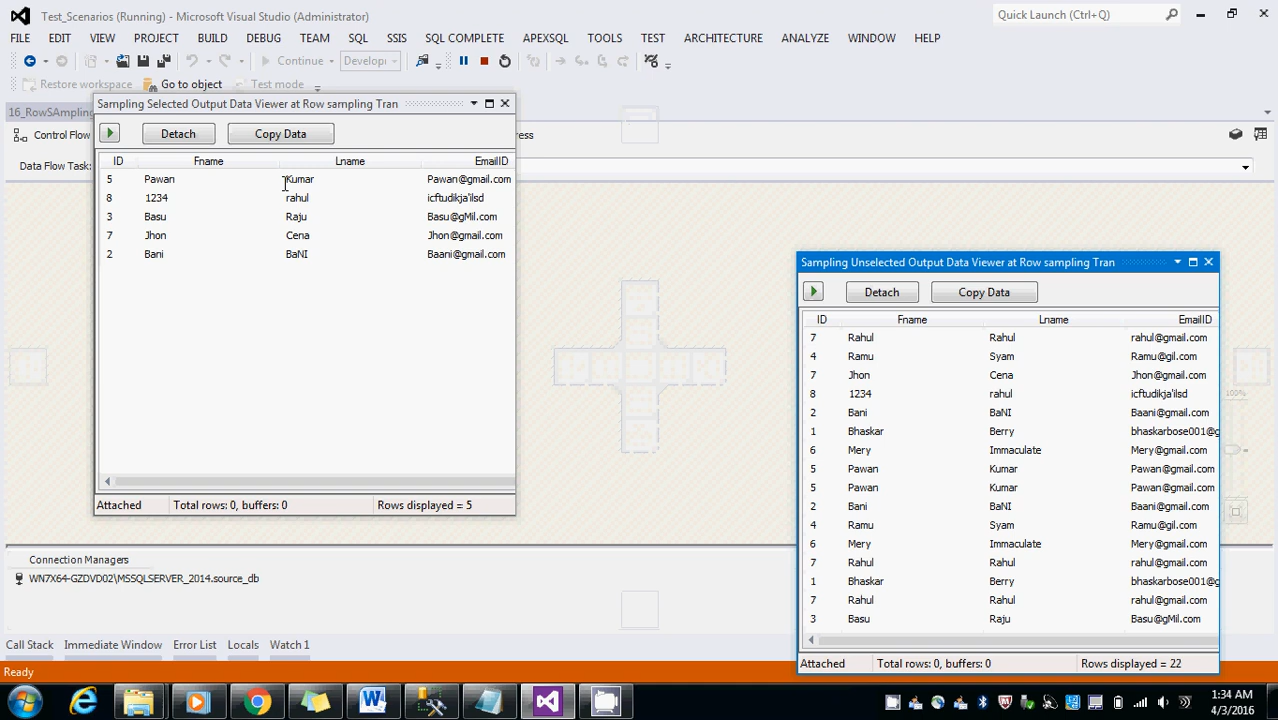 Test_Scenarios (Running) - Microsoft Visual Studio (Administrator)
Quick Launch (Ctrl+Q)
FILE EDIT VIEW PROJECT BUILD DEBUG TEAM SQL SSIS SQL COMPLETE APEXSQL TOOLS TEST ARCHITECTURE ANALYZE WINDOW HELP
Continue Developi
Restore workspace Go to object Test mode
16_RowSAmpling
Control Flow
Data Flow Task:
Sampling Selected Output Data Viewer at Row sampling Tran
Detach Copy Data
ID Fname Lname EmailID
5 Pawan Kumar Pawan@gmail.com
8 1234 rahul icftudikja'ilsd
3 Basu Raju Basu@gMil.com
7 Jhon Cena Jhon@gmail.com
2 Bani BaNI Baani@gmail.com
Attached Total rows: 0, buffers: 0 Rows displayed = 5
Sampling Unselected Output Data Viewer at Row sampling Tran
Detach Copy Data
ID Fname Lname EmailID
7 Rahul Rahul rahul@gmail.com
4 Ramu Syam Ramu@gil.com
7 Jhon Cena Jhon@gmail.com
8 1234 rahul icftudikja'ilsd
2 Bani BaNI Baani@gmail.com
1 Bhaskar Berry bhaskarbose001@g
6 Mery Immaculate Mery@gmail.com
5 Pawan Kumar Pawan@gmail.com
5 Pawan Kumar Pawan@gmail.com
2 Bani BaNI Baani@gmail.com
4 Ramu Syam Ramu@gil.com
6 Mery Immaculate Mery@gmail.com
7 Rahul Rahul rahul@gmail.com
1 Bhaskar Berry bhaskarbose001@g
7 Rahul Rahul rahul@gmail.com
3 Basu Raju Basu@gMil.com
Attached Total rows: 0, buffers: 0 Rows displayed = 22
100%
Connection Managers
WN7X64-GZDVD02\MSSQLSERVER_2014.source_db
Call Stack Immediate Window Error List Locals Watch 1
Ready
1:34 AM
4/3/2016